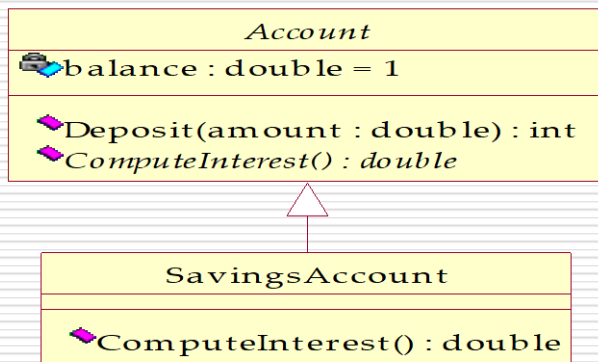 Account
balance : double = 1
Deposit(amount : double) : int
ComputeInterest() : double
SavingsAccount
ComputeInterest() : double